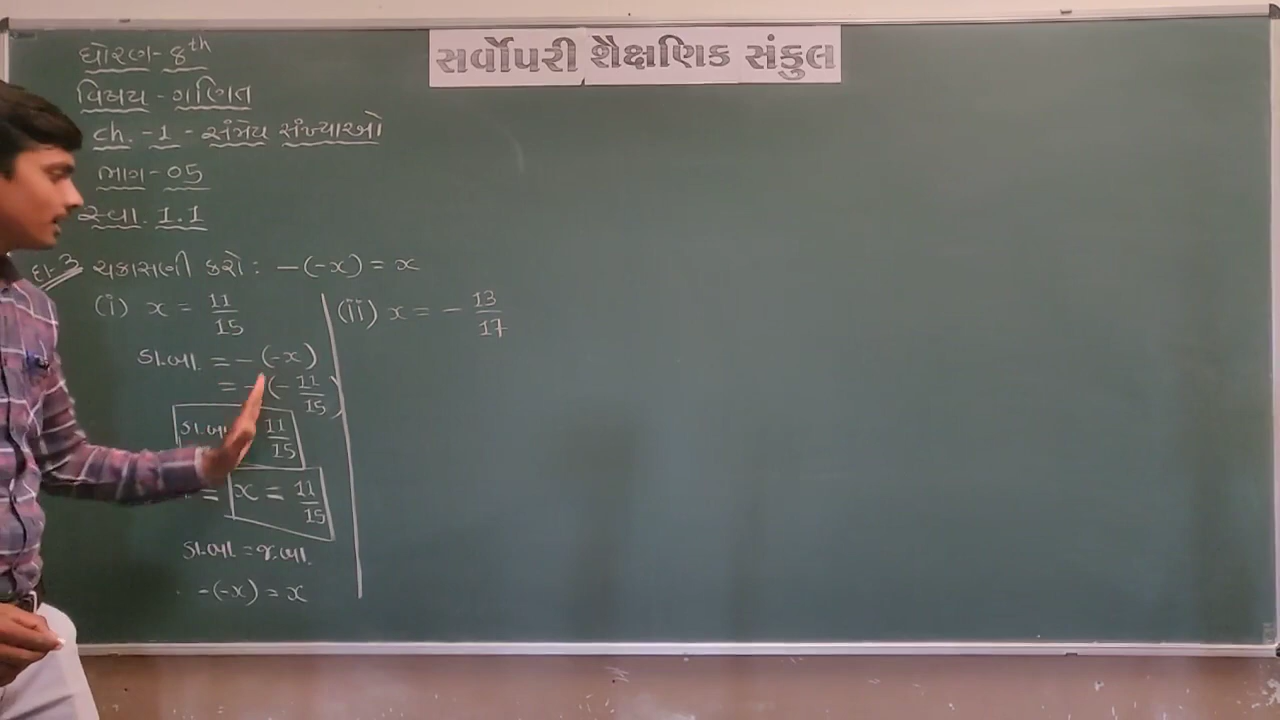 સર્વોપરી શૈક્ષણિક સંકુલ
ધોરણ - 8th
વિષય - ગણિત
ch. - 1 - સંમેય સંખ્યાઓ
ભાગ - 05
સ્વા. 1.1
દા-3 ચકાસણી કરો : -(-x) = x
(i) x = 11/15
ડા.બા. = -(-x)
= -(- 11/15)
ડા.બા. 11/15
= x = 11/15
ડા.બા. = જ.બા.
-(-x) = x
(ii) x = - 13/17